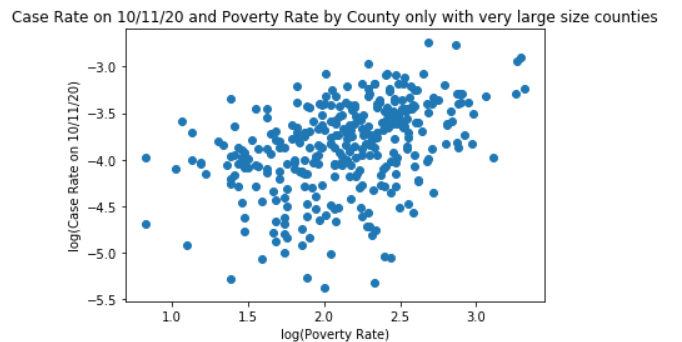 Case Rate on 10/11/20 and Poverty Rate by County only with very large size counties
log(Case Rate on 10/11/20)
−3.0
−3.5
−4.0
−4.5
−5.0
−5.5
1.0 1.5 2.0 2.5 3.0
log(Poverty Rate)